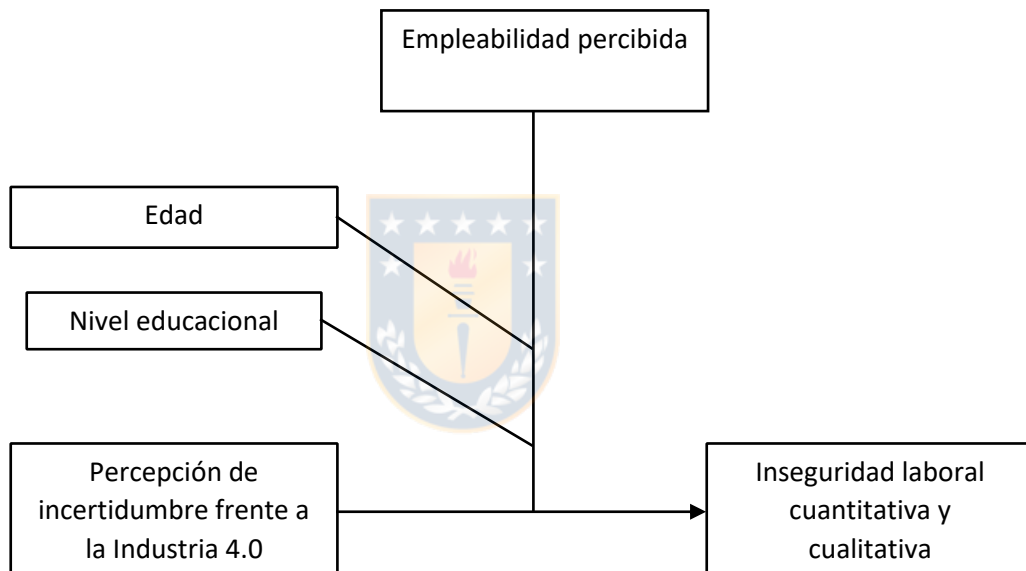 Empleabilidad percibida
Edad
Nivel educacional
Percepción de
incertidumbre frente a
la Industria 4.0
Inseguridad laboral
cuantitativa y
cualitativa